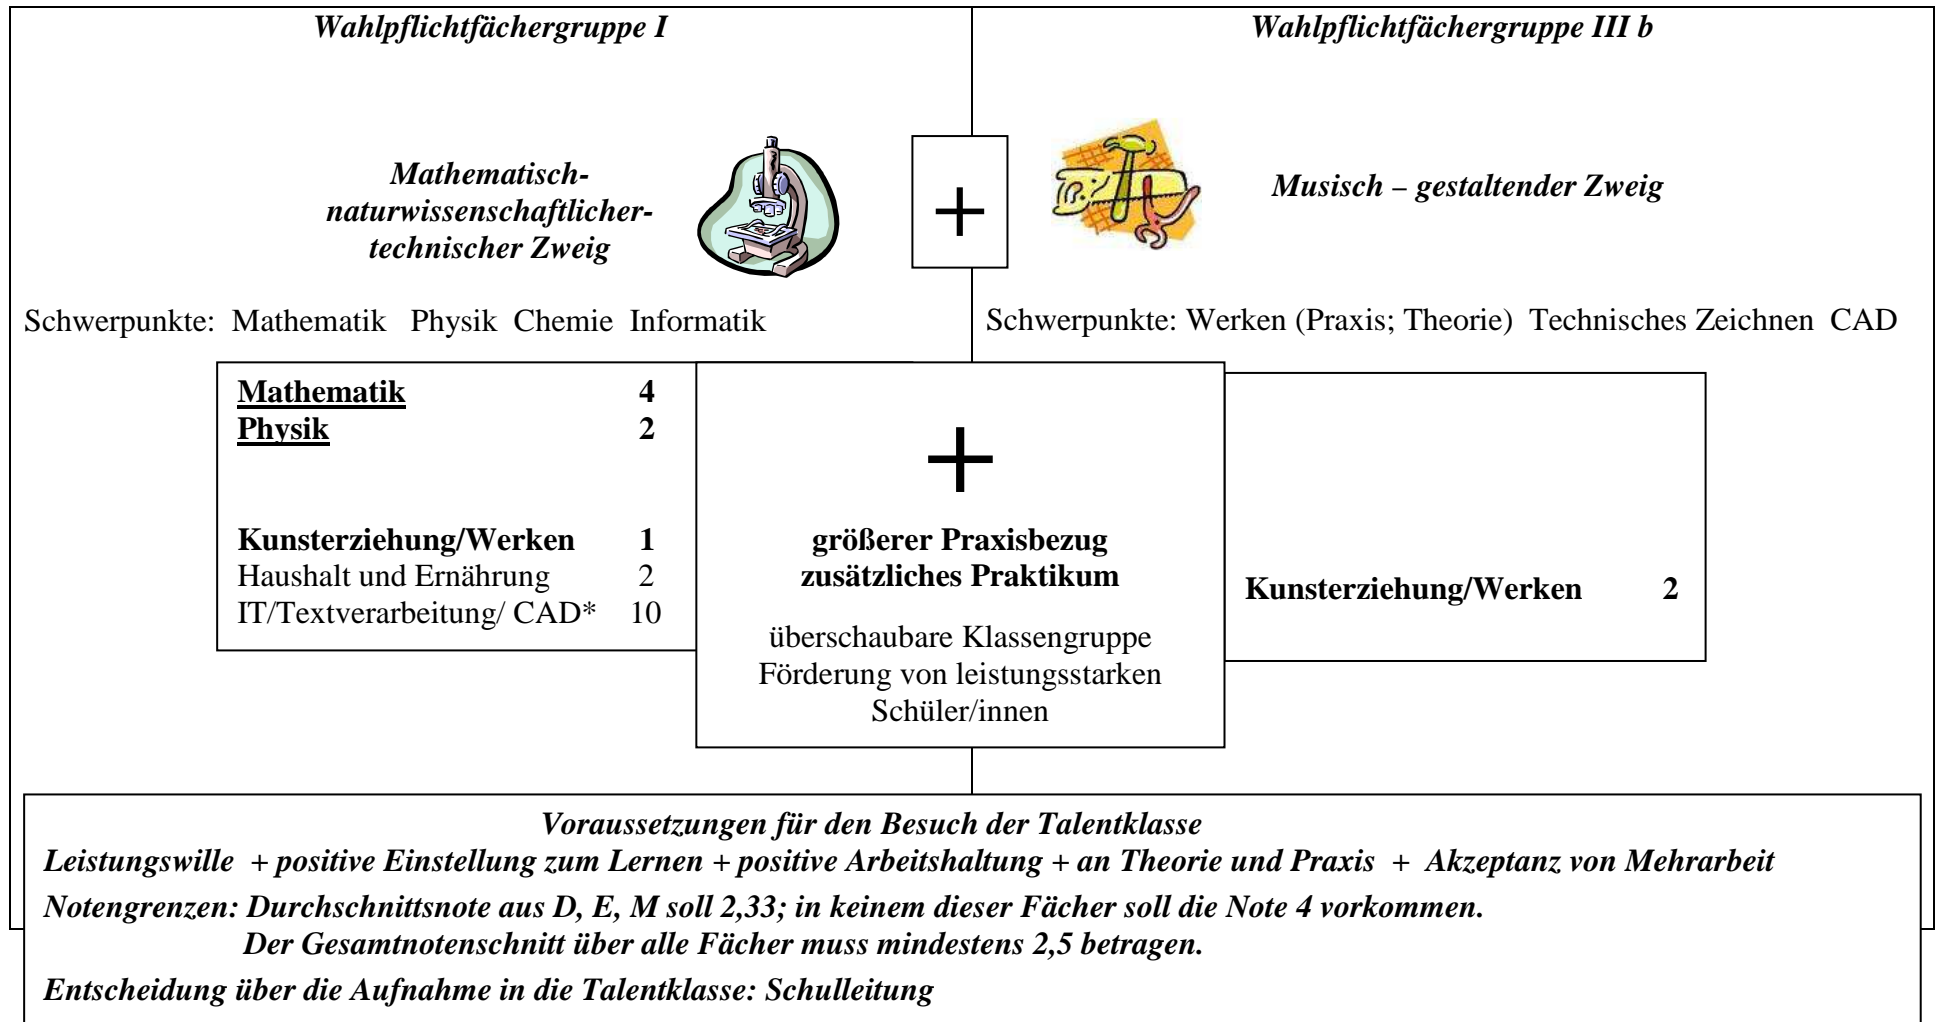 Wahlpflichtfächergruppe I
Wahlpflichtfächergruppe III b
Mathematisch-
naturwissenschaftlicher-
technischer Zweig
+
Musisch – gestaltender Zweig
Schwerpunkte: Mathematik Physik Chemie Informatik
Schwerpunkte: Werken (Praxis; Theorie) Technisches Zeichnen CAD
Mathematik 4
Physik 2
Kunsterziehung/Werken 1
Haushalt und Ernährung 2
IT/Textverarbeitung/ CAD* 10
+
größerer Praxisbezug
zusätzliches Praktikum
überschaubare Klassengruppe
Förderung von leistungsstarken
Schüler/innen
Kunsterziehung/Werken 2
Voraussetzungen für den Besuch der Talentklasse
Leistungswille + positive Einstellung zum Lernen + positive Arbeitshaltung + an Theorie und Praxis + Akzeptanz von Mehrarbeit
Notengrenzen: Durchschnittsnote aus D, E, M soll 2,33; in keinem dieser Fächer soll die Note 4 vorkommen.
Der Gesamtnotenschnitt über alle Fächer muss mindestens 2,5 betragen.
Entscheidung über die Aufnahme in die Talentklasse: Schulleitung